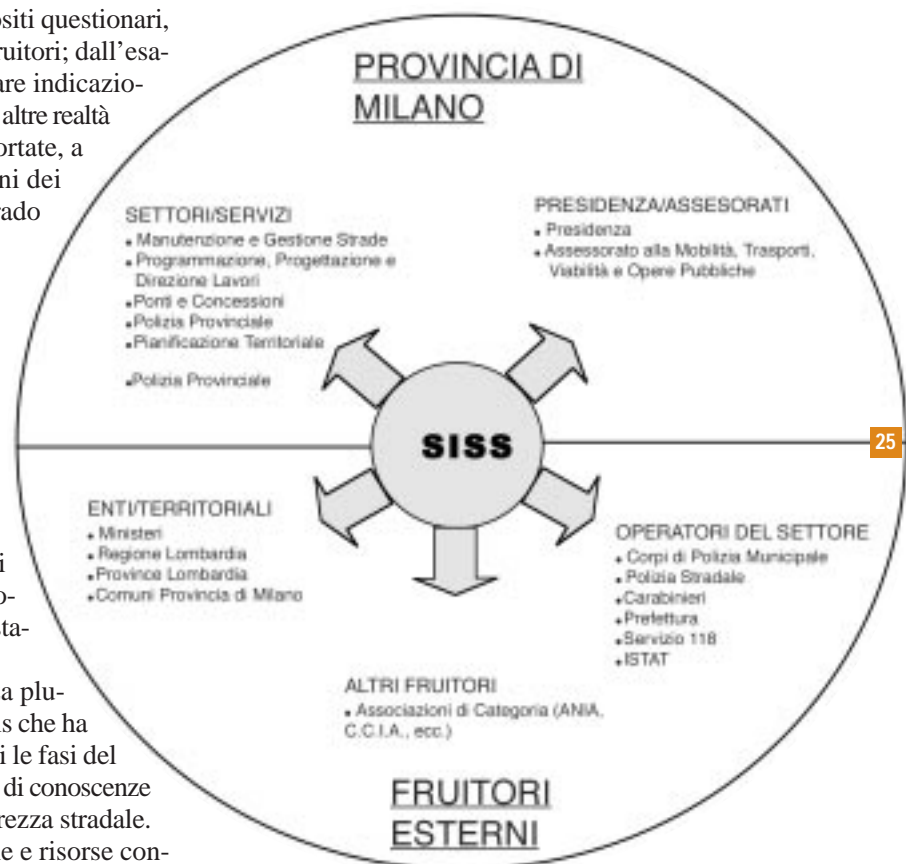 ositi questionari,
ruitori; dall'esa-
are indicazio-
altre realtà
ortate, a
ni dei
rado
i
o-
sta-
a plu-
is che ha
i le fasi del
di conoscenze
rezza stradale.
e e risorse con-
PROVINCIA DI
MILANO
SETTORI/SERVIZI
• Manutenzione e Gestione Strade
• Programmazione, Progettazione e
Direzione Lavori
• Ponti e Concessioni
• Polizia Provinciale
• Pianificazione Territoriale
• Polizia Provinciale
PRESIDENZA/ASSESORATI
• Presidenza
• Assessorato alla Mobilità, Trasporti,
Viabilità e Opere Pubbliche
SISS
25
ENTI/TERRITORIALI
• Ministeri
• Regione Lombardia
• Province Lombardia
• Comuni Provincia di Milano
OPERATORI DEL SETTORE
• Corpi di Polizia Municipale
• Polizia Stradale
• Carabinieri
• Prefettura
• Servizio 118
• ISTAT
ALTRI FRUITORI
• Associazioni di Categoria (ANIA,
C.C.I.A., ecc.)
FRUITORI
ESTERNI